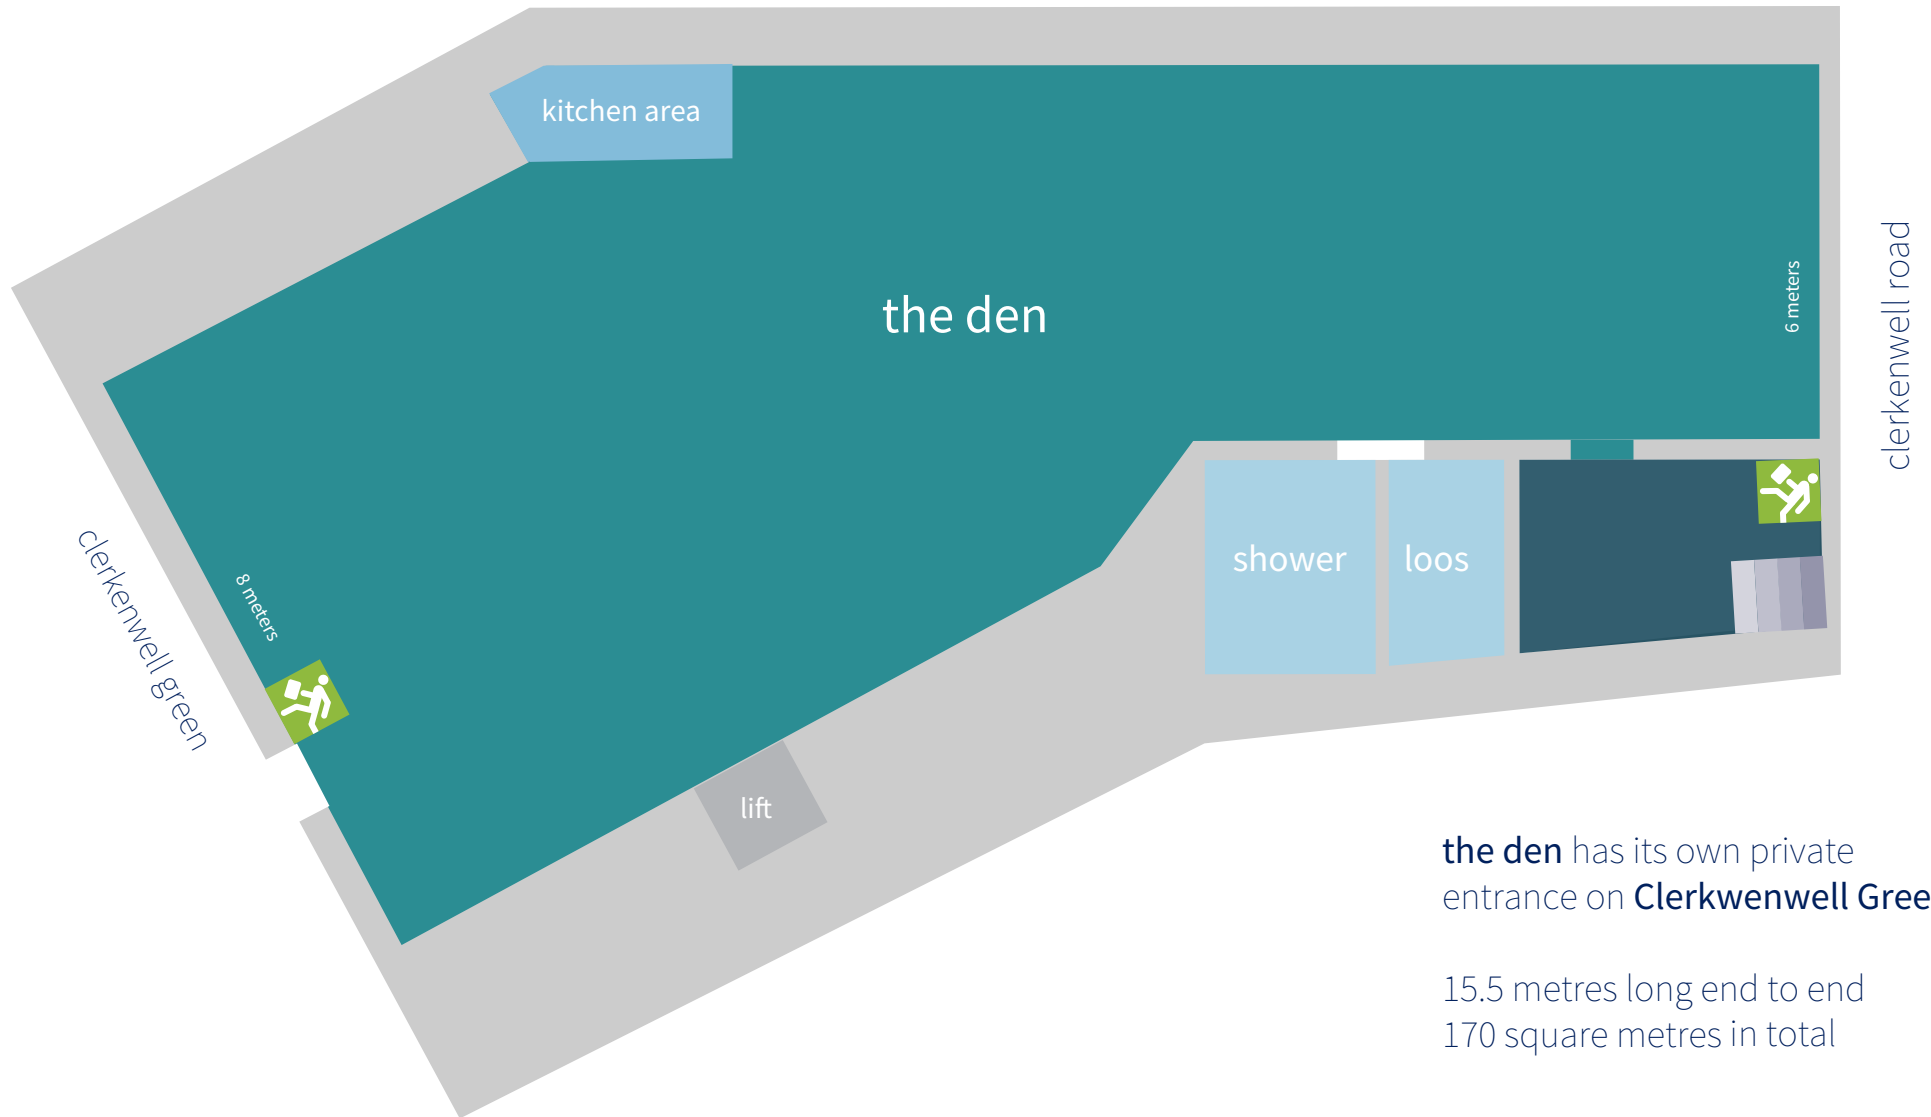 kitchen area
the den
6 meters
clerkenwell road
clerkenwell green
8 meters
shower
loos
lift
the den has its own private
entrance on Clerkwenwell Gree
15.5 metres long end to end
170 square metres in total